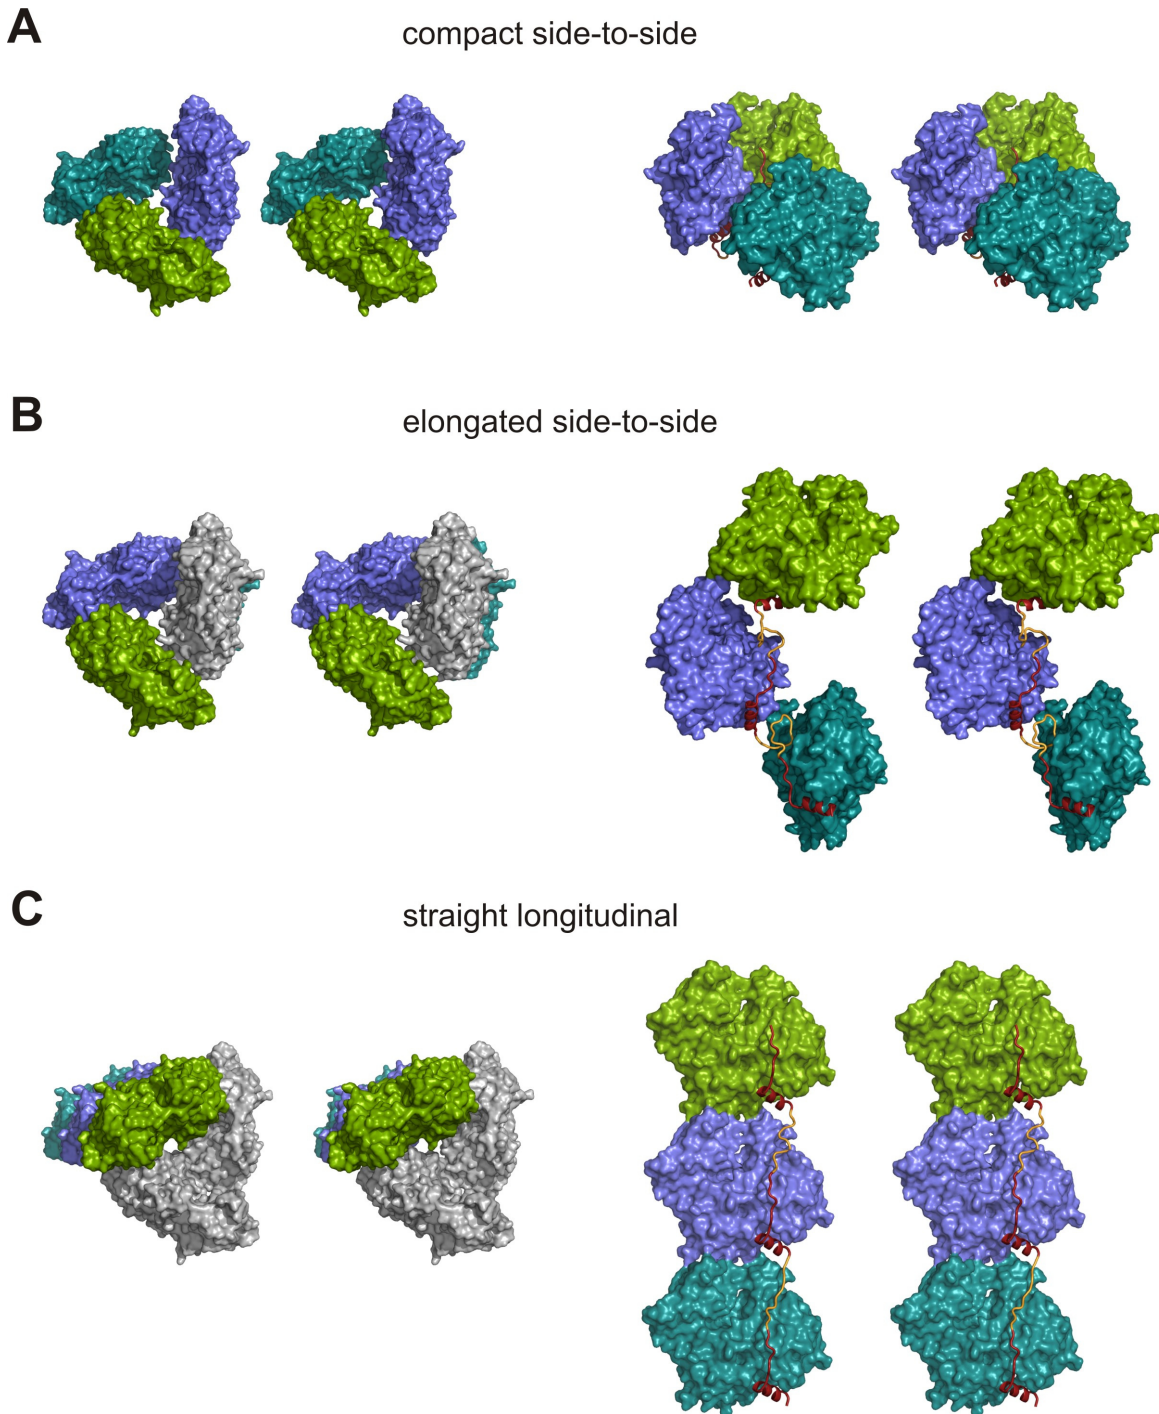 A
compact side-to-side
B
elongated side-to-side
C
straight longitudinal